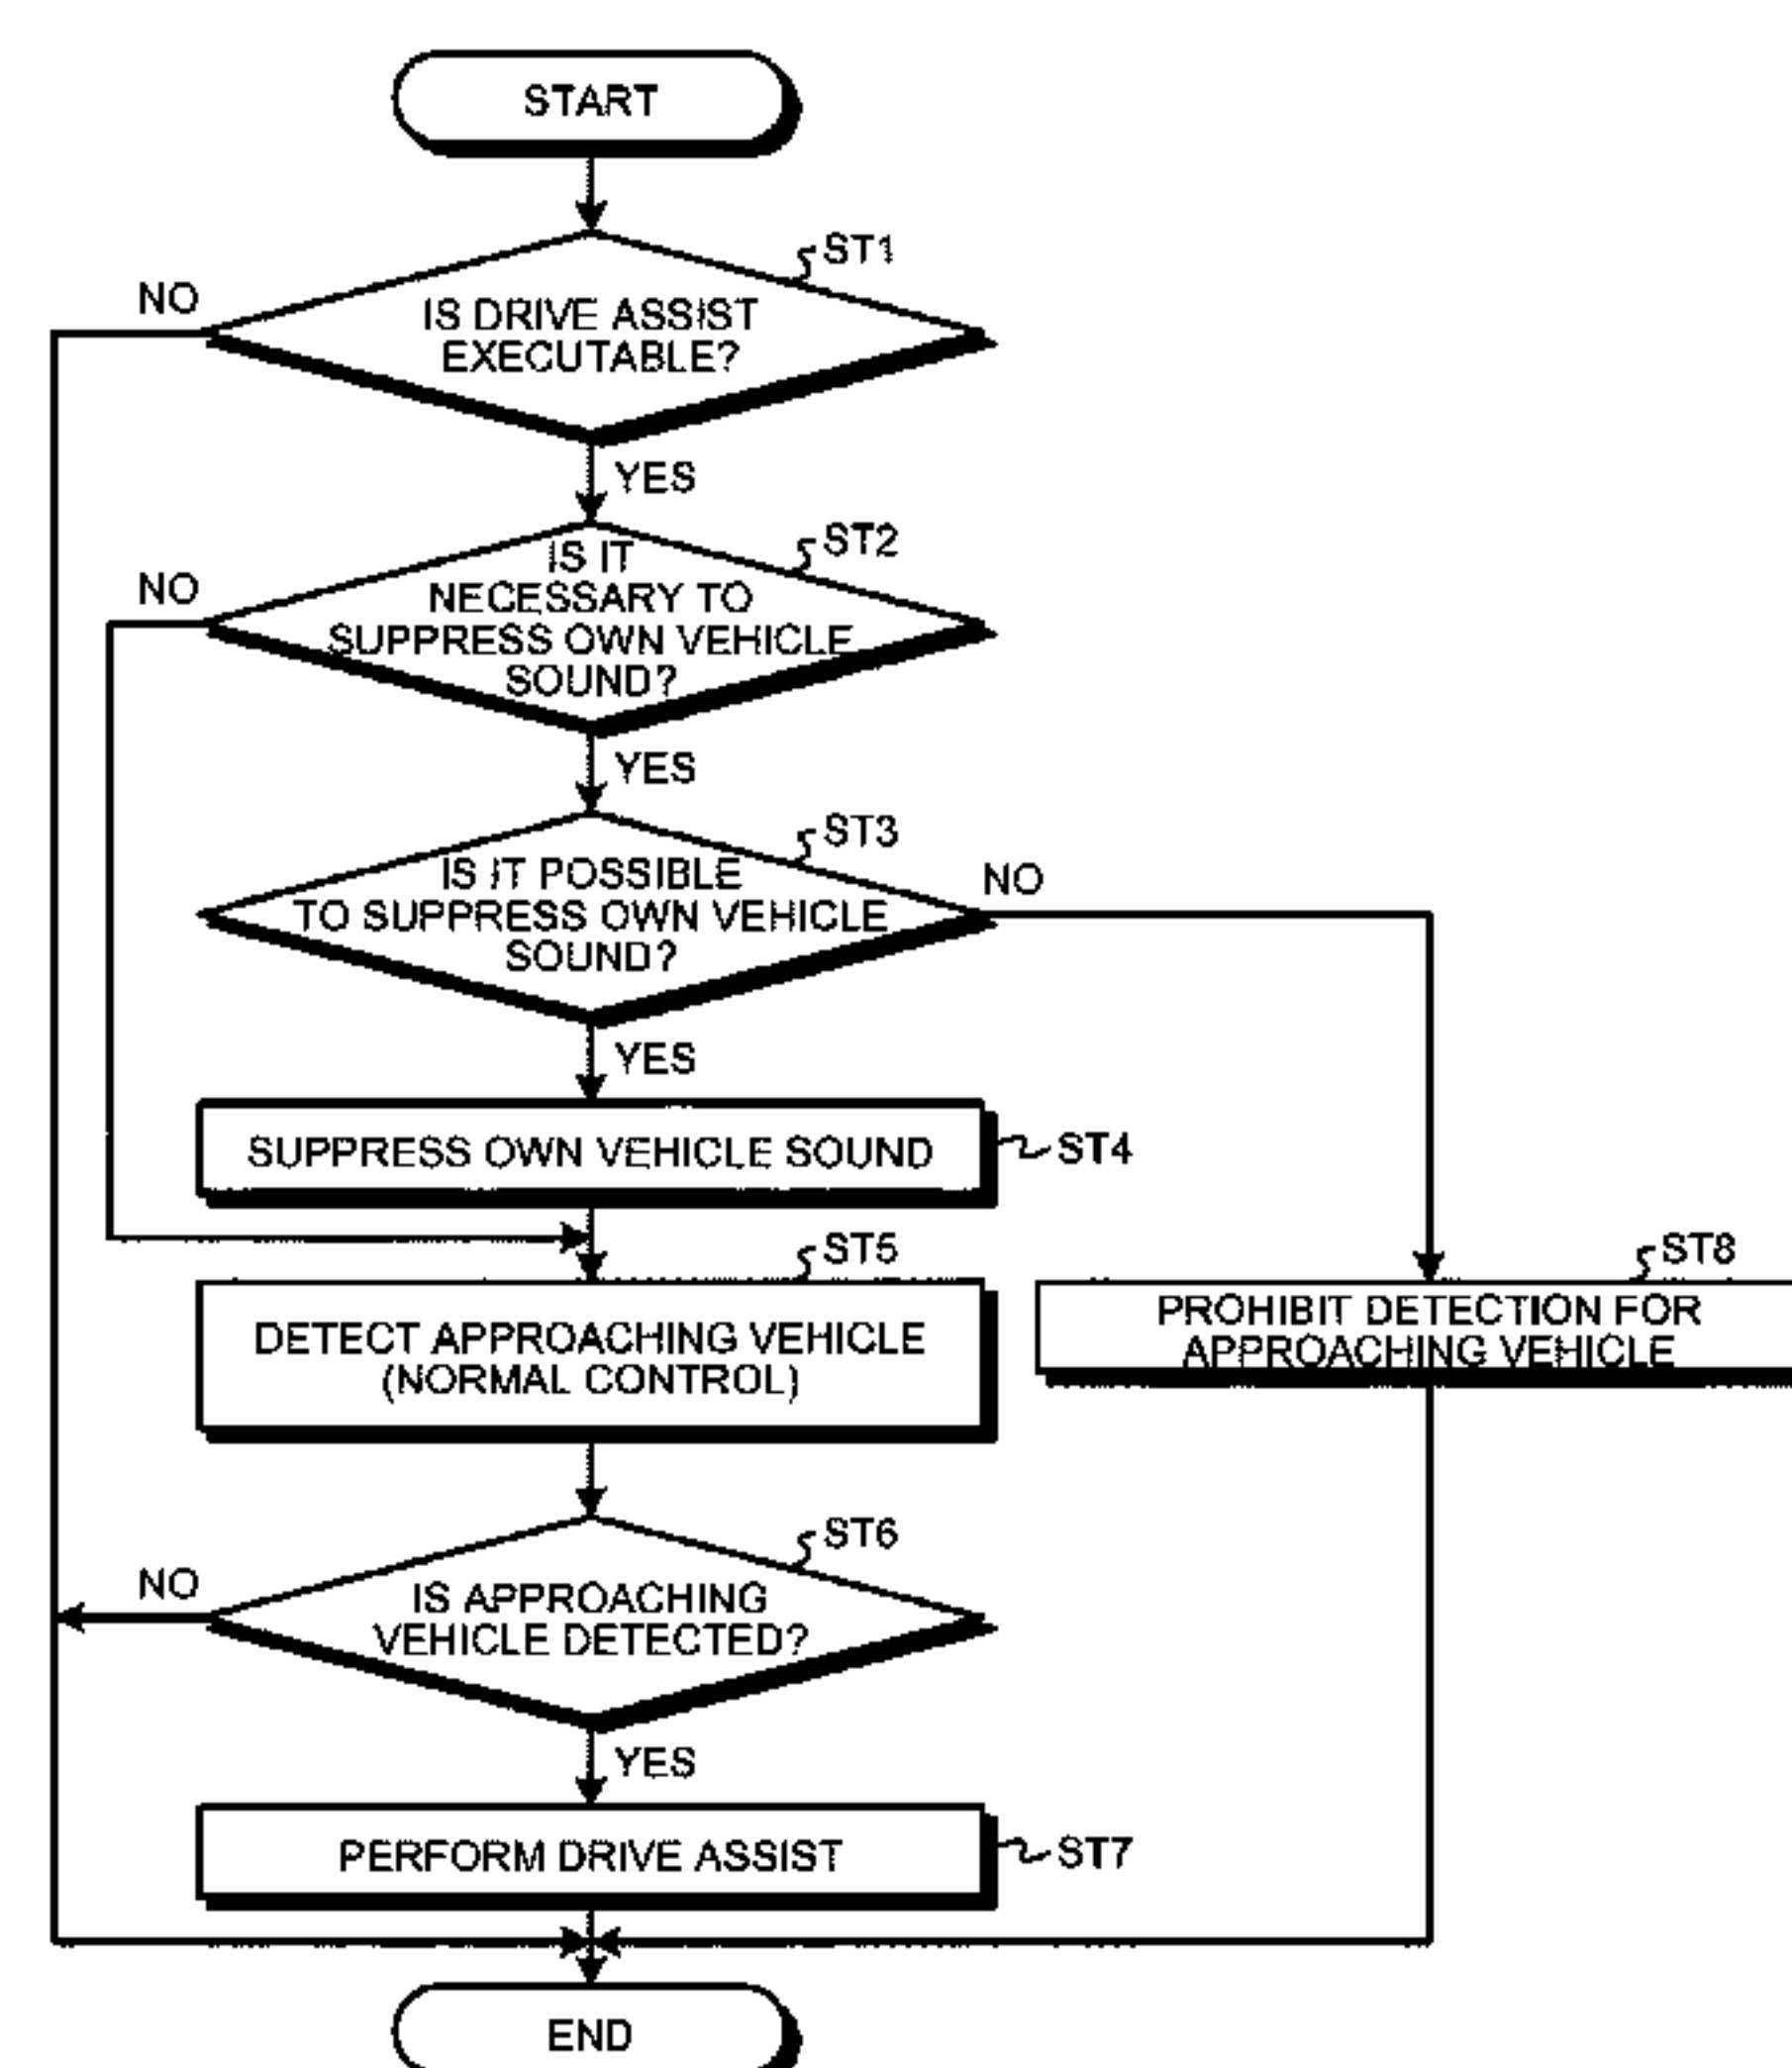 START
ST1
NO
IS DRIVE ASSIST
EXECUTABLE?
YES
ST2
NO
IS IT
NECESSARY TO
SUPPRESS OWN VEHICLE
SOUND?
YES
ST3
NO
IS IT POSSIBLE
TO SUPPRESS OWN VEHICLE
SOUND?
YES
SUPPRESS OWN VEHICLE SOUND
ST4
ST5
ST8
DETECT APPROACHING VEHICLE
(NORMAL CONTROL)
PROHIBIT DETECTION FOR
APPROACHING VEHICLE
ST6
NO
IS APPROACHING
VEHICLE DETECTED?
YES
PERFORM DRIVE ASSIST
ST7
END